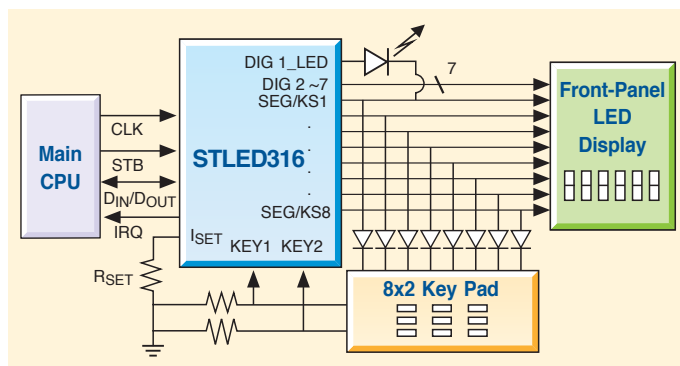 DIG 1_LED
DIG 2 ~7
7
SEG/KS1
.
.
.
.
SEG/KS8
STLED316
Main
CPU
CLK
STB
DIN/DOUT
IRQ
ISET
KEY1 KEY2
RSET
Front-Panel
LED
Display
8x2 Key Pad